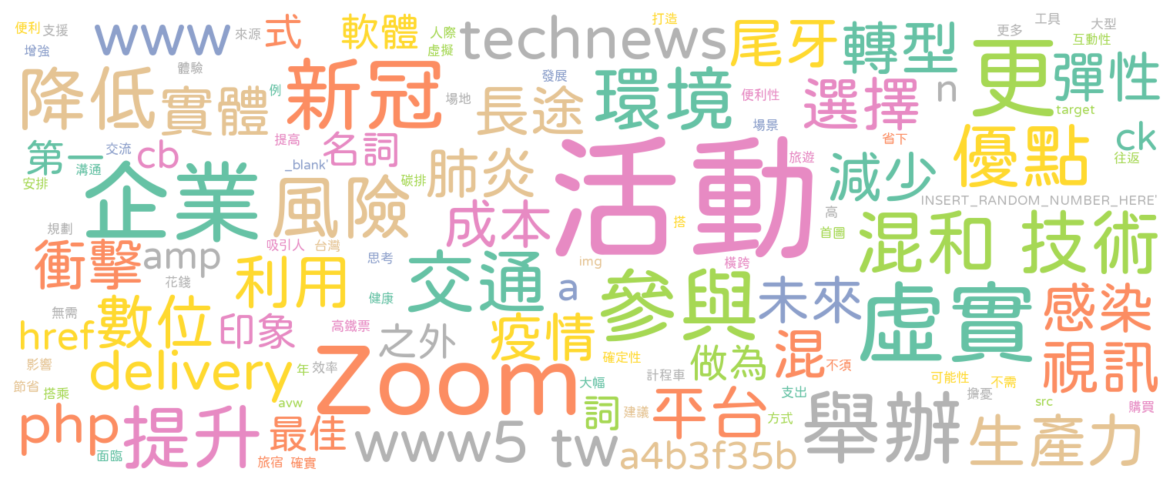 便利 支援
增強
www 來源 式
軟體 人際
虛擬
technews 打造
尾牙 轉型
更多 工具 大型
互動性
更 彈性
降低 實體 體驗
例 新冠 場地
長途 發展
環境 便利性
選擇 n target
場景
第一 交流 cb
溝通
安排
提高 名詞
_blank'
碳排 肺炎
活動 旅遊
省下
減少 優點 ck
往返
企業 風險
成本
高
首圖
INSERT_RANDOM_NUMBER_HERE'
混和 技術
規劃
衝擊 amp
花錢
吸引人 台灣
利用 思考
健康
交通 a
img 搭 橫跨
參與 未來
虛實 感染
無需
href 數位 印象
高鐵票
之外 疫情
確定性
做為 混 不須
視訊
影響
節省 搭乘
delivery 年 效率
avw
Zoom 大幅
詞 建議
計程車
平台 支出
方式
可能性 不需
擴憂
src 購買
php 面臨
提升 最佳
旅宿 確實
www5 tw a4b3f35b
舉辦 生產力